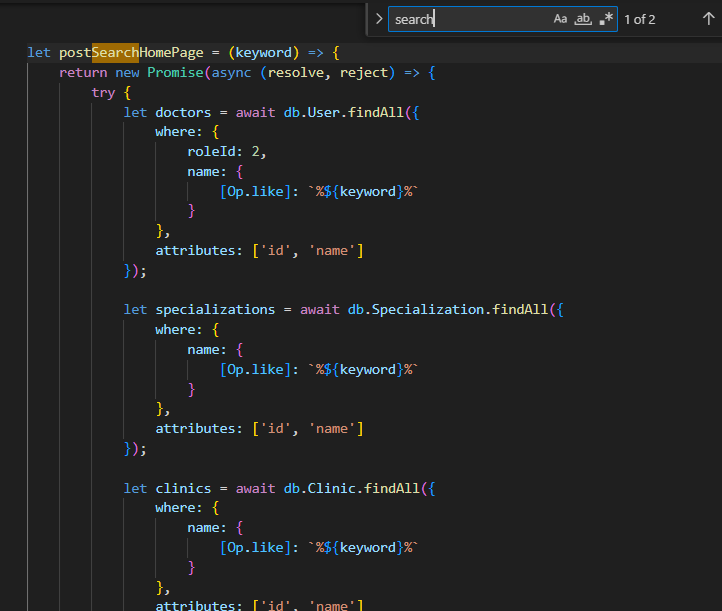 search Aa ab .* 1 of 2
let postSearchHomePage = (keyword) => {
return new Promise(async (resolve, reject) => {
try {
let doctors = await db.User.findAll({
where: {
roleId: 2,
name: {
[Op.like]: `%${keyword}%`
}
},
attributes: ['id', 'name']
});
let specializations = await db.Specialization.findAll({
where: {
name: {
[Op.like]: `%${keyword}%`
}
},
attributes: ['id', 'name']
});
let clinics = await db.Clinic.findAll({
where: {
name: {
[Op.like]: `%${keyword}%`
}
},
attributes: ['id', 'name']